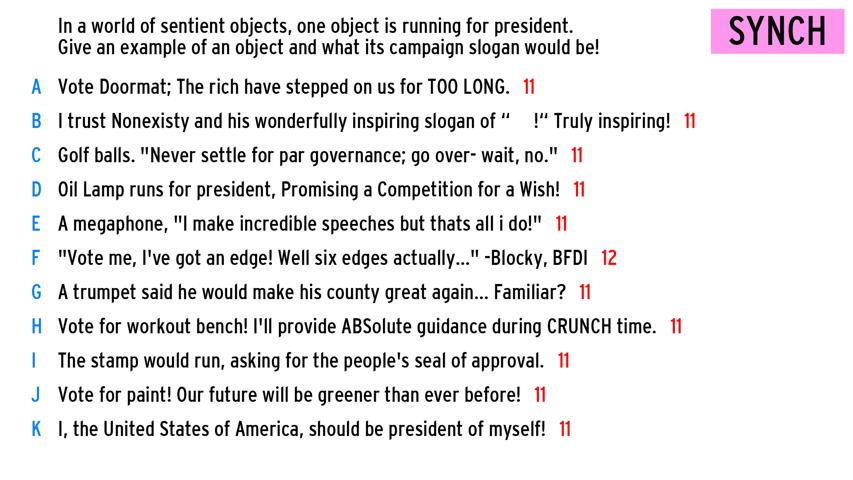 In a world of sentient objects, one object is running for president.
Give an example of an object and what its campaign slogan would be!
SYNCH
A Vote Doormat; The rich have stepped on us for TOO LONG. 11
B I trust Nonexisty and his wonderfully inspiring slogan of “ !“ Truly inspiring! 11
C Golf balls. "Never settle for par governance; go over- wait, no." 11
D Oil Lamp runs for president, Promising a Competition for a Wish! 11
E A megaphone, "I make incredible speeches but thats all i do!" 11
F "Vote me, I've got an edge! Well six edges actually..." -Blocky, BFDI 12
G A trumpet said he would make his county great again... Familiar? 11
H Vote for workout bench! I'll provide ABSolute guidance during CRUNCH time. 11
I The stamp would run, asking for the people's seal of approval. 11
J Vote for paint! Our future will be greener than ever before! 11
K I, the United States of America, should be president of myself! 11